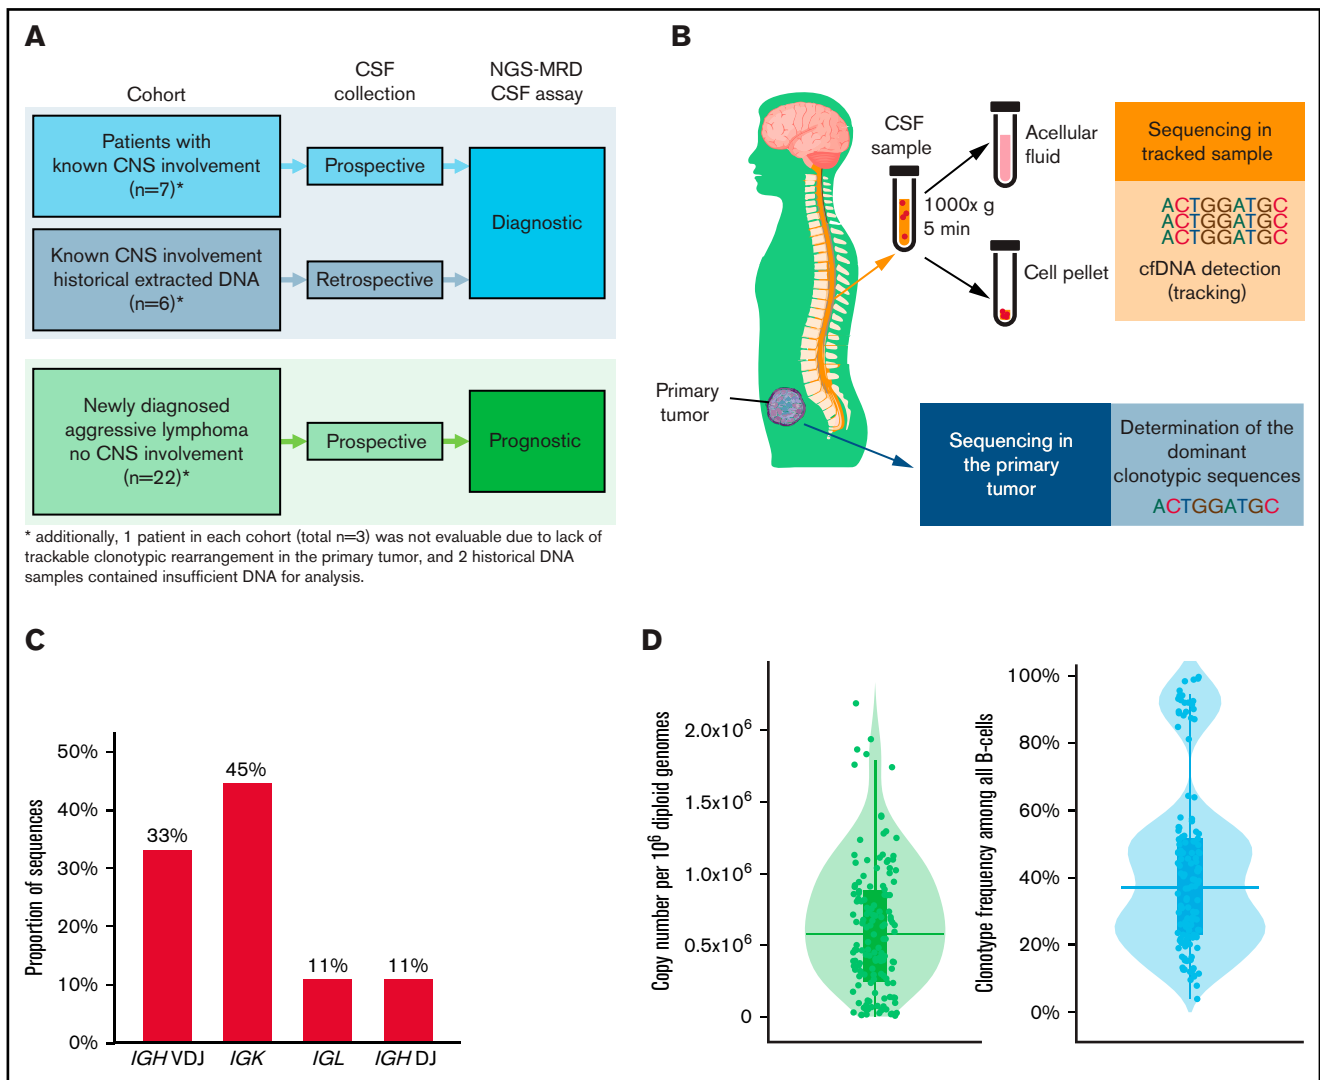 A
Cohort
CSF
collection
NGS-MRD
CSF assay
Patients with
known CNS involvement
(n=7)*
Prospective
Diagnostic
Known CNS involvement
historical extracted DNA
(n=6)*
Retrospective
Newly diagnosed
aggressive lymphoma
no CNS involvement
(n=22)*
Prospective
Prognostic
* additionally, 1 patient in each cohort (total n=3) was not evaluable due to lack of
trackable clonotypic rearrangement in the primary tumor, and 2 historical DNA
samples contained insufficient DNA for analysis.
B
CSF
sample
1000x g
5 min
Acellular
fluid
Cell pellet
Sequencing in
tracked sample
ACTGGATGC
ACTGGATGC
ACTGGATGC
cfDNA detection
(tracking)
Primary
tumor
Sequencing in
the primary
tumor
Determination of the
dominant
clonotypic sequences
ACTGGATGC
C
Proportion of sequences
50%
40%
30%
20%
10%
0%
33%
45%
11%
11%
IGH VDJ
IGK
IGL
IGH DJ
D
Copy number per 10⁶ diploid genomes
2.0x10⁶
1.5x10⁶
1.0x10⁶
0.5x10⁶
0
Clonotype frequency among all B-cells
100%
80%
60%
40%
20%
0%